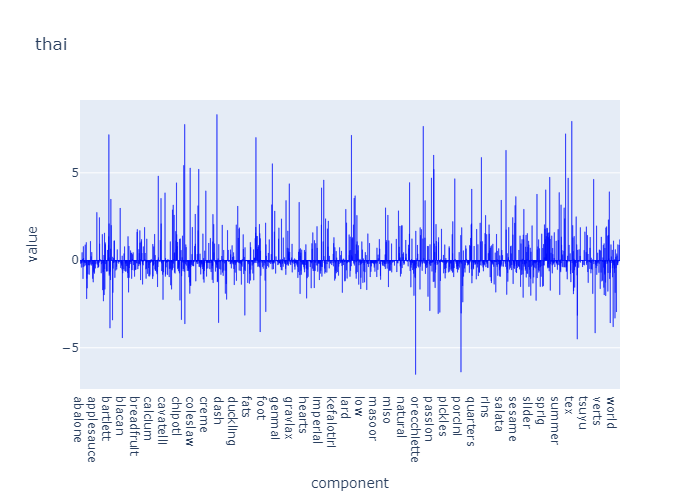 thai
value
5
0
−5
abalone
applesauce
bartlett
blacan
breadfruit
calcium
cavatelli
chipotl
coleslaw
creme
dash
duckling
fats
foot
genmai
gravlax
hearts
imperial
kefalotiri
lard
low
masoor
miso
natural
orecchiette
passion
pickles
porcini
quarters
rins
salata
sesame
slider
sprig
summer
tex
tsuyu
verts
world
component